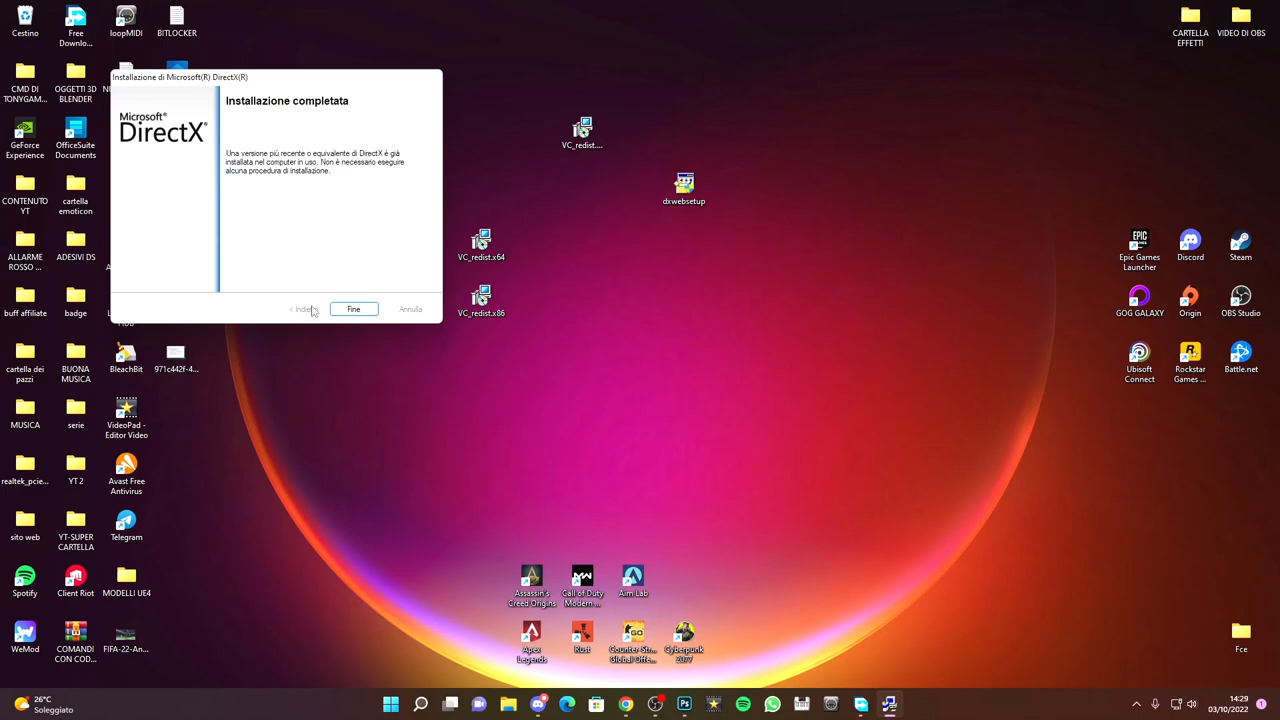 Cestino
Free
Downlo...
loopMIDI
BITLOCKER
CARTELLA
EFFETTI
VIDEO DI OBS
Installazione di Microsoft(R) DirectX(R)
Installazione completata
Microsoft®
DirectX®
Una versione più recente o equivalente di DirectX è già
installata nel computer in uso. Non è necessario eseguire
alcuna procedura di installazione.
Fine
Annulla
CMD DI
TONYGAM...
OGGETTI 3D
BLENDER
GeForce
Experience
OfficeSuite
Documents
CONTENUTO
YT
cartella
emoticon
ALLARME
ROSSO ...
ADESIVI DS
buff affiliate
badge
cartella dei
pazzi
BUONA
MUSICA
BleachBit
971c442f-4...
MUSICA
serie
VideoPad -
Editor Video
realtek_pcie...
YT 2
Avast Free
Antivirus
sito web
YT-SUPER
CARTELLA
Telegram
Spotify
Client Riot
MODELLI UE4
WeMod
COMANDI
CON COD...
FIFA-22-An...
VC_redist....
dxwebsetup
VC_redist.x64
VC_redist.x86
Epic Games
Launcher
Discord
Steam
GOG GALAXY
Origin
OBS Studio
Ubisoft
Connect
Rockstar
Games ...
Battle.net
Assassin's
Creed Origins
Call of Duty
Modern ...
Aim Lab
Apex
Legends
Rust
Counter-Str...
Global Offe...
Cyberpunk
2077
Fce
26°C
Soleggiato
14:29
03/10/2022
1